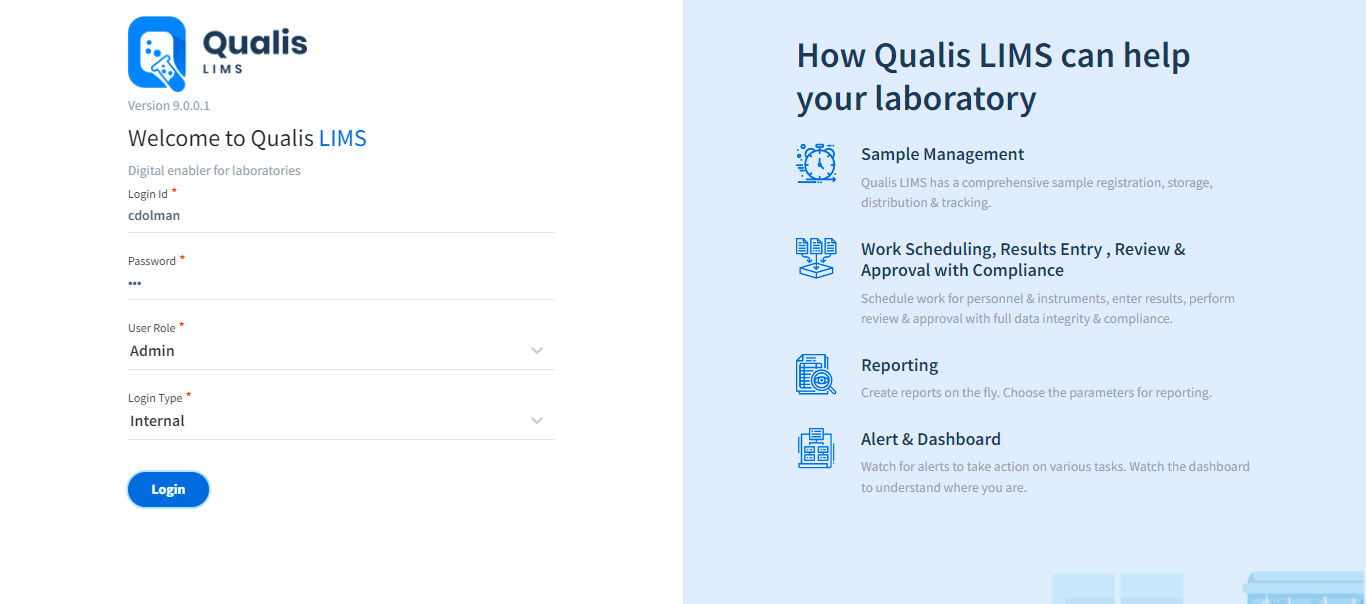 Qualis
LIMS
Version 9.0.0.1
Welcome to Qualis LIMS
Digital enabler for laboratories
Login Id *
cdolman
Password *
•••
User Role *
Admin
Login Type *
Internal
Login
How Qualis LIMS can help
your laboratory
Sample Management
Qualis LIMS has a comprehensive sample registration, storage,
distribution & tracking.
Work Scheduling, Results Entry , Review &
Approval with Compliance
Schedule work for personnel & instruments, enter results, perform
review & approval with full data integrity & compliance.
Reporting
Create reports on the fly. Choose the parameters for reporting.
Alert & Dashboard
Watch for alerts to take action on various tasks. Watch the dashboard
to understand where you are.